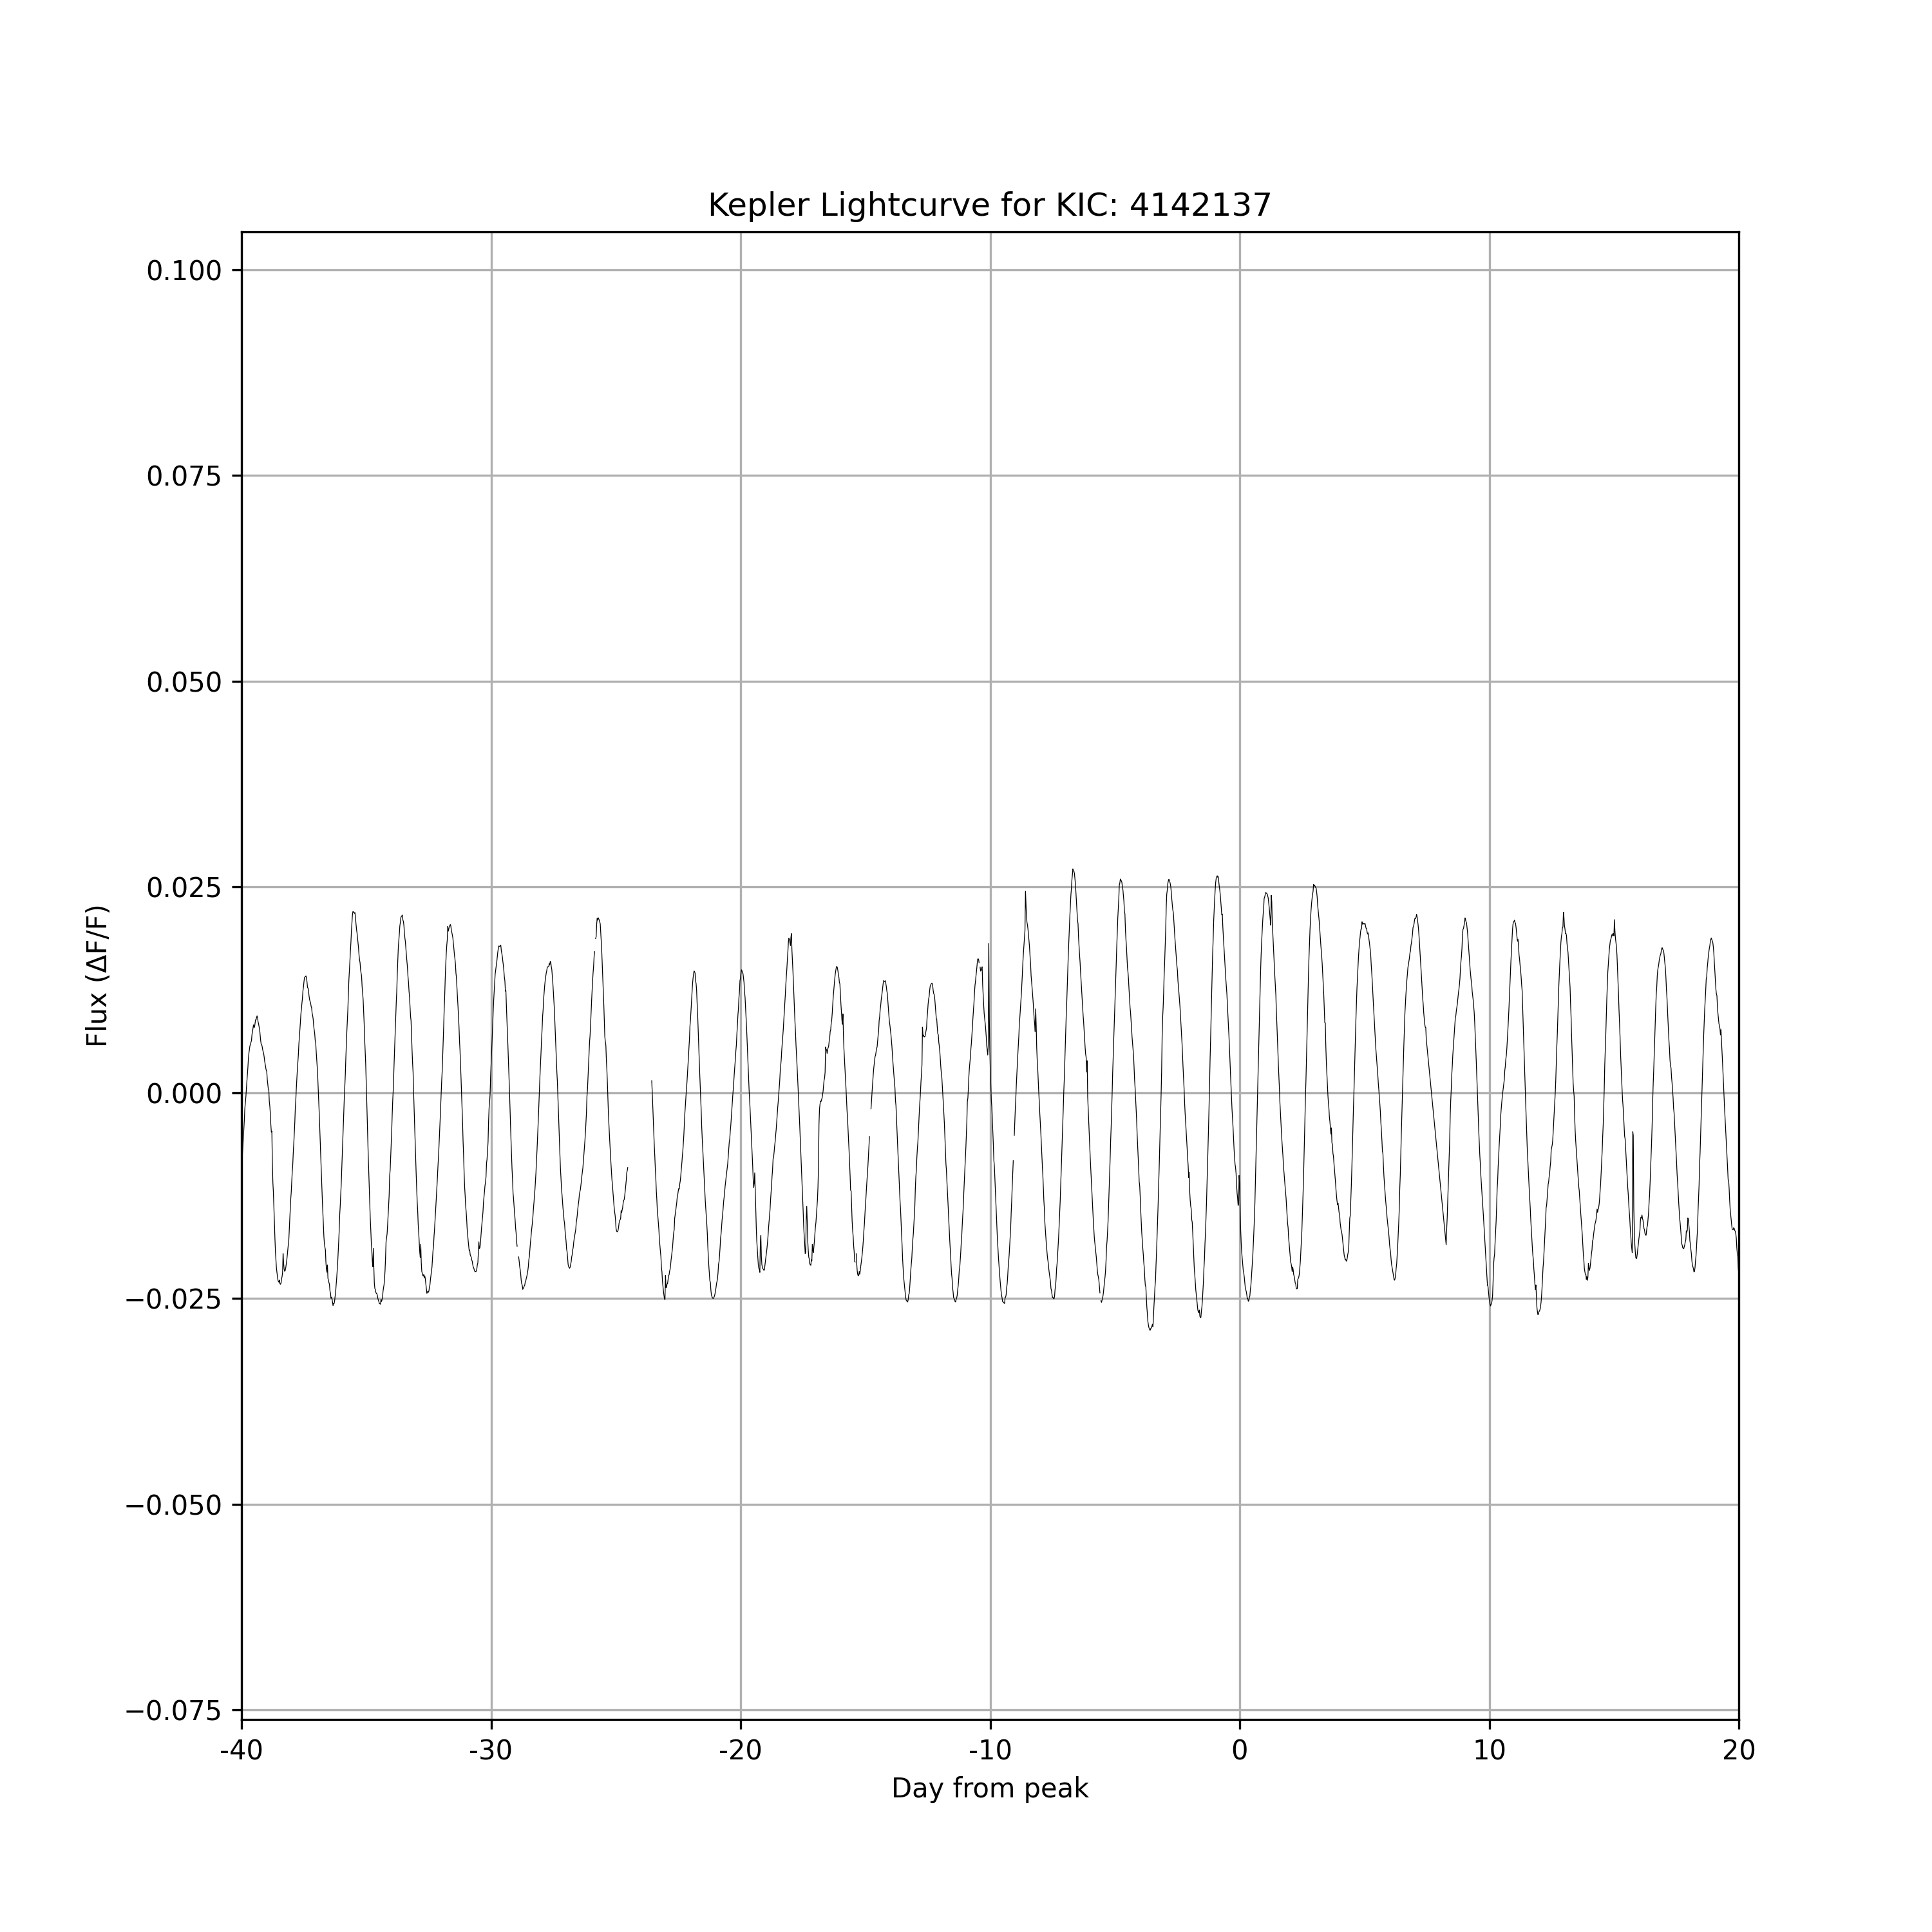 Kepler Lightcurve for KIC: 4142137
0.100
0.075
0.050
0.025
0.000
−0.025
−0.050
−0.075
Flux (ΔF/F)
-40 -30 -20 -10 0 10 20
Day from peak